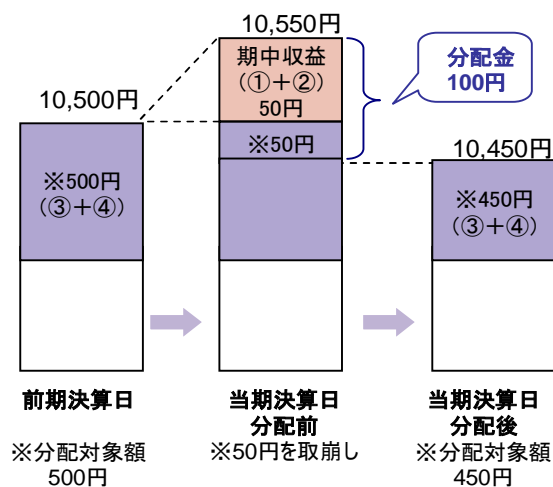 10,500円
※500円
(③+④)
前期決算日
※分配対象額
500円
10,550円
期中収益
(①+②)
50円
※50円
分配金
100円
当期決算日
分配前
※50円を取崩し
10,450円
※450円
(③+④)
当期決算日
分配後
※分配対象額
450円